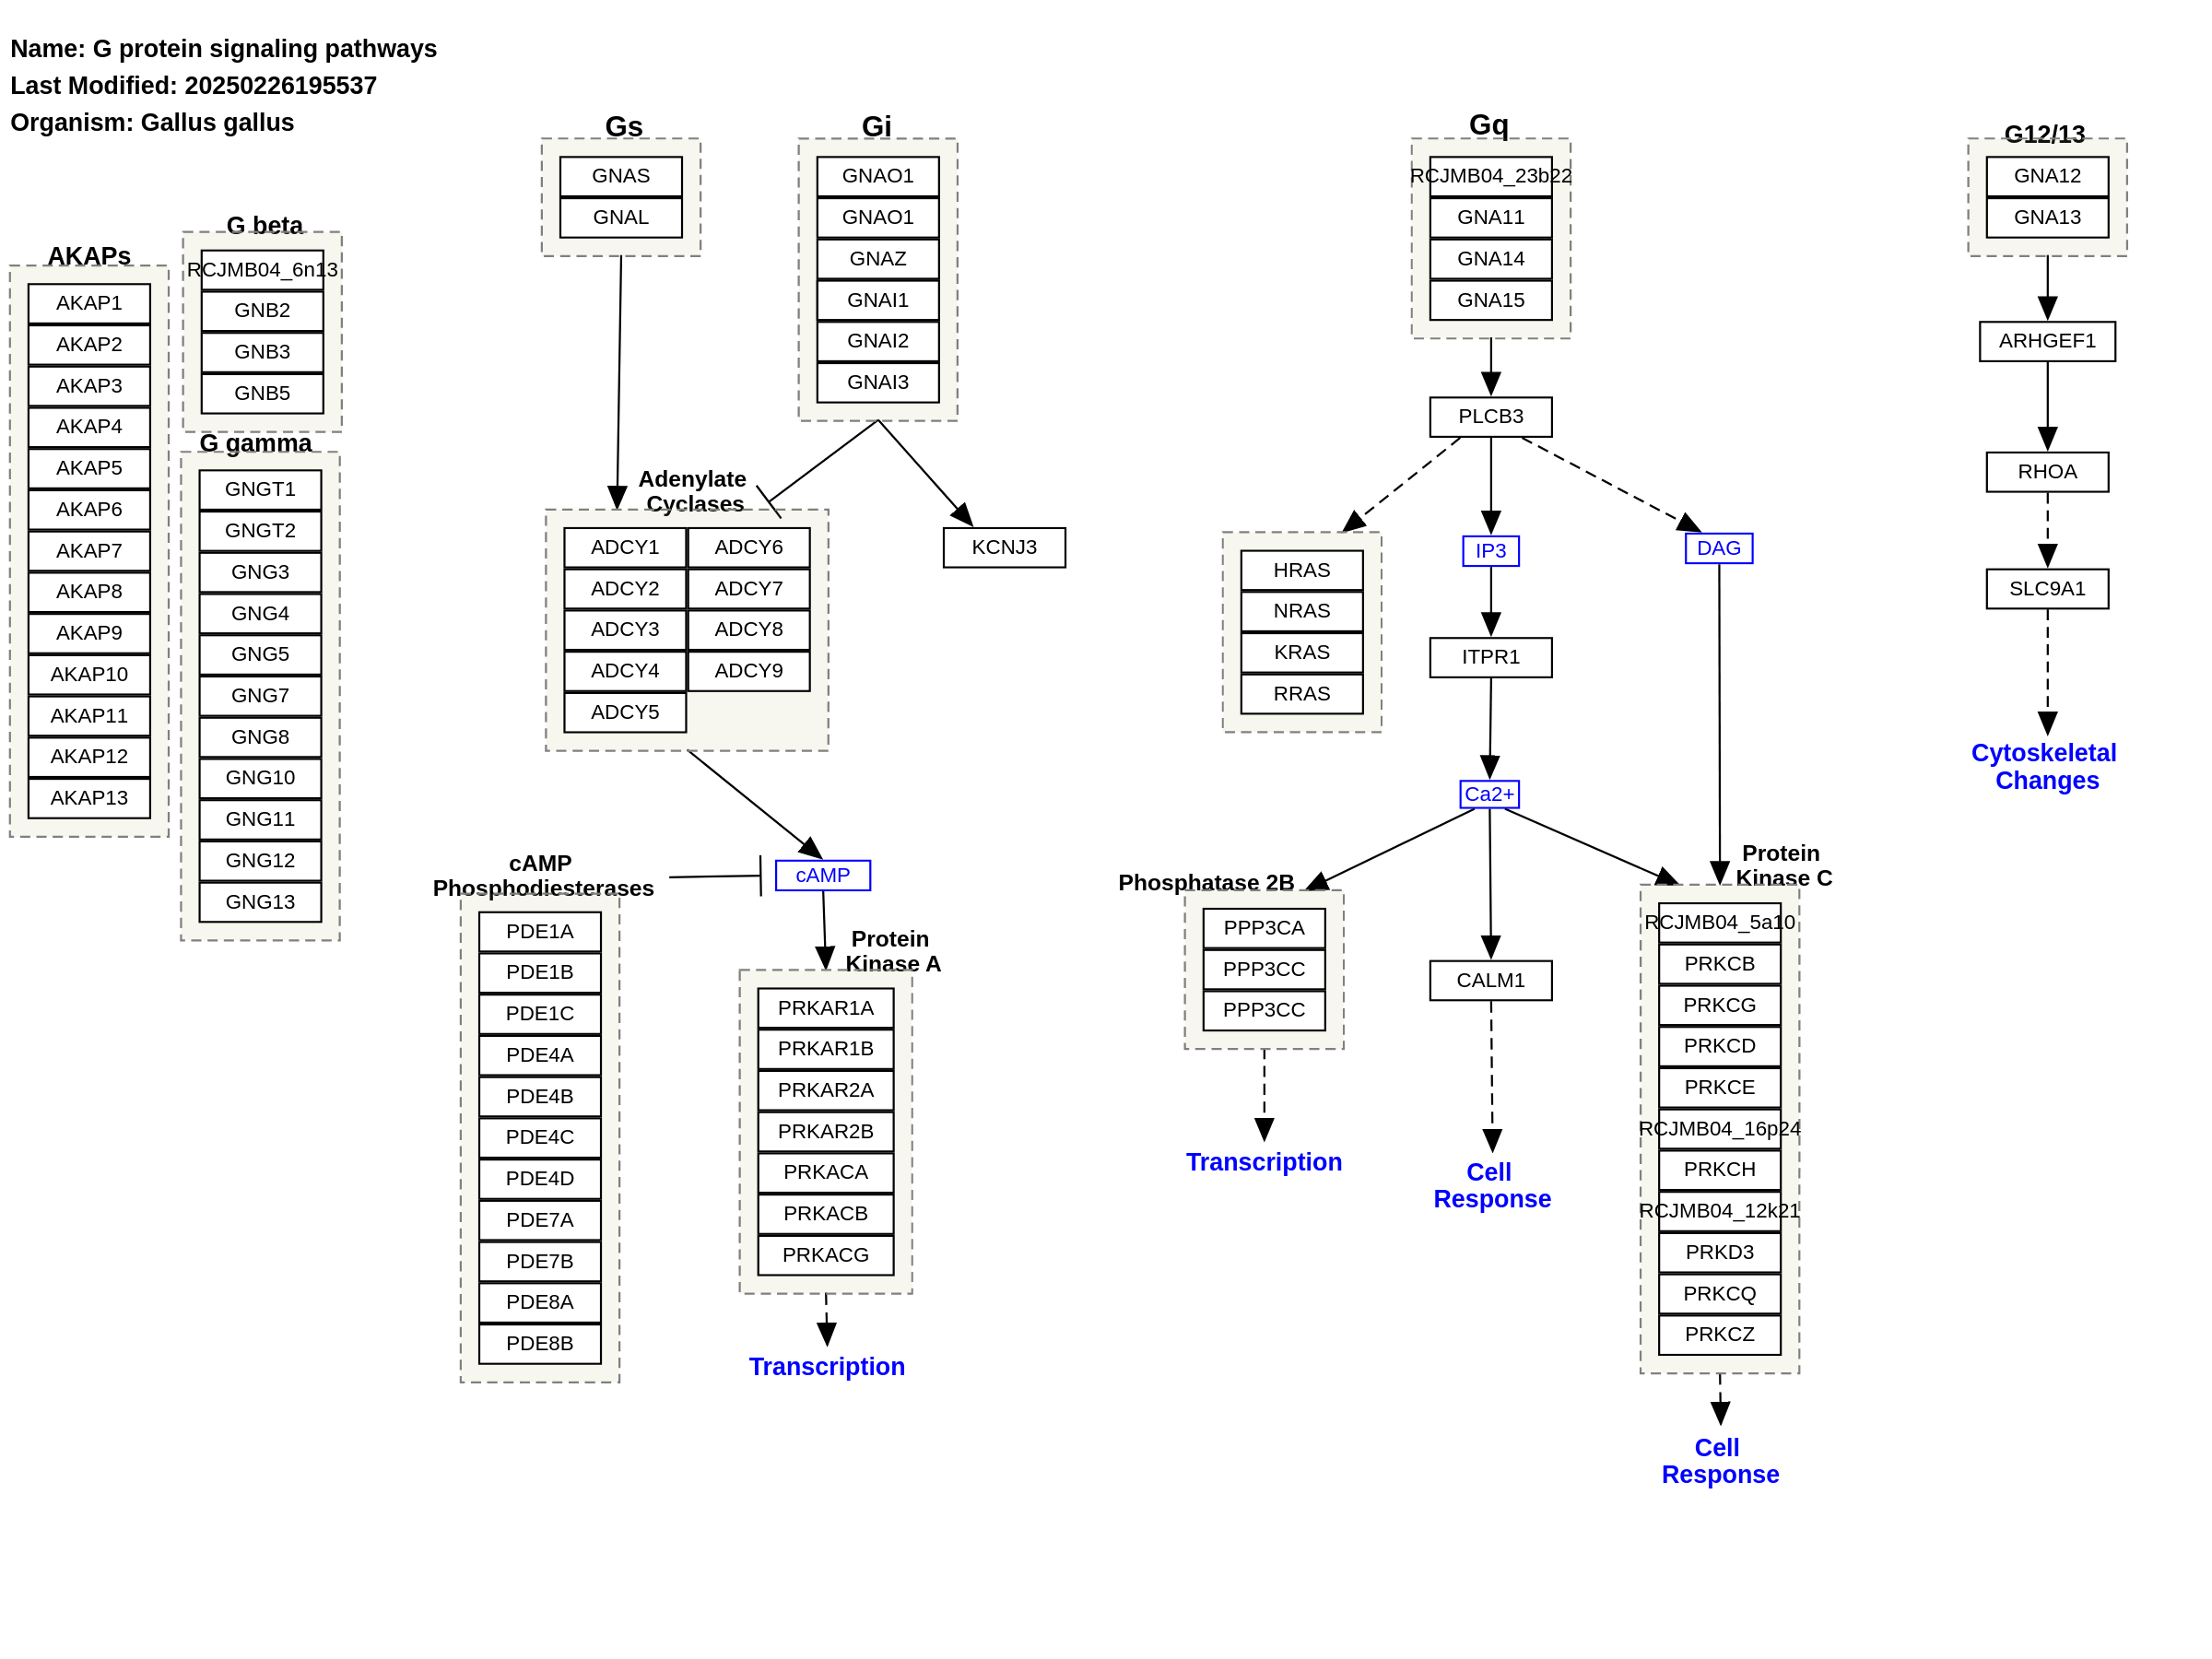 Name: G protein signaling pathways
Last Modified: 20250226195537
Organism: Gallus gallus
AKAPs
AKAP1
AKAP2
AKAP3
AKAP4
AKAP5
AKAP6
AKAP7
AKAP8
AKAP9
AKAP10
AKAP11
AKAP12
AKAP13
G beta
RCJMB04_6n13
GNB2
GNB3
GNB5
G gamma
GNGT1
GNGT2
GNG3
GNG4
GNG5
GNG7
GNG8
GNG10
GNG11
GNG12
GNG13
Gs
GNAS
GNAL
Gi
GNAO1
GNAO1
GNAZ
GNAI1
GNAI2
GNAI3
Adenylate
Cyclases
ADCY1
ADCY2
ADCY3
ADCY4
ADCY5
ADCY6
ADCY7
ADCY8
ADCY9
KCNJ3
cAMP
Phosphodiesterases
PDE1A
PDE1B
PDE1C
PDE4A
PDE4B
PDE4C
PDE4D
PDE7A
PDE7B
PDE8A
PDE8B
cAMP
Protein
Kinase A
PRKAR1A
PRKAR1B
PRKAR2A
PRKAR2B
PRKACA
PRKACB
PRKACG
Transcription
Gq
RCJMB04_23b22
GNA11
GNA14
GNA15
PLCB3
HRAS
NRAS
KRAS
RRAS
IP3
DAG
ITPR1
Ca2+
Phosphatase 2B
PPP3CA
PPP3CC
PPP3CC
Transcription
CALM1
Cell
Response
Protein
Kinase C
RCJMB04_5a10
PRKCB
PRKCG
PRKCD
PRKCE
RCJMB04_16p24
PRKCH
RCJMB04_12k21
PRKD3
PRKCQ
PRKCZ
Cell
Response
G12/13
GNA12
GNA13
ARHGEF1
RHOA
SLC9A1
Cytoskeletal
Changes